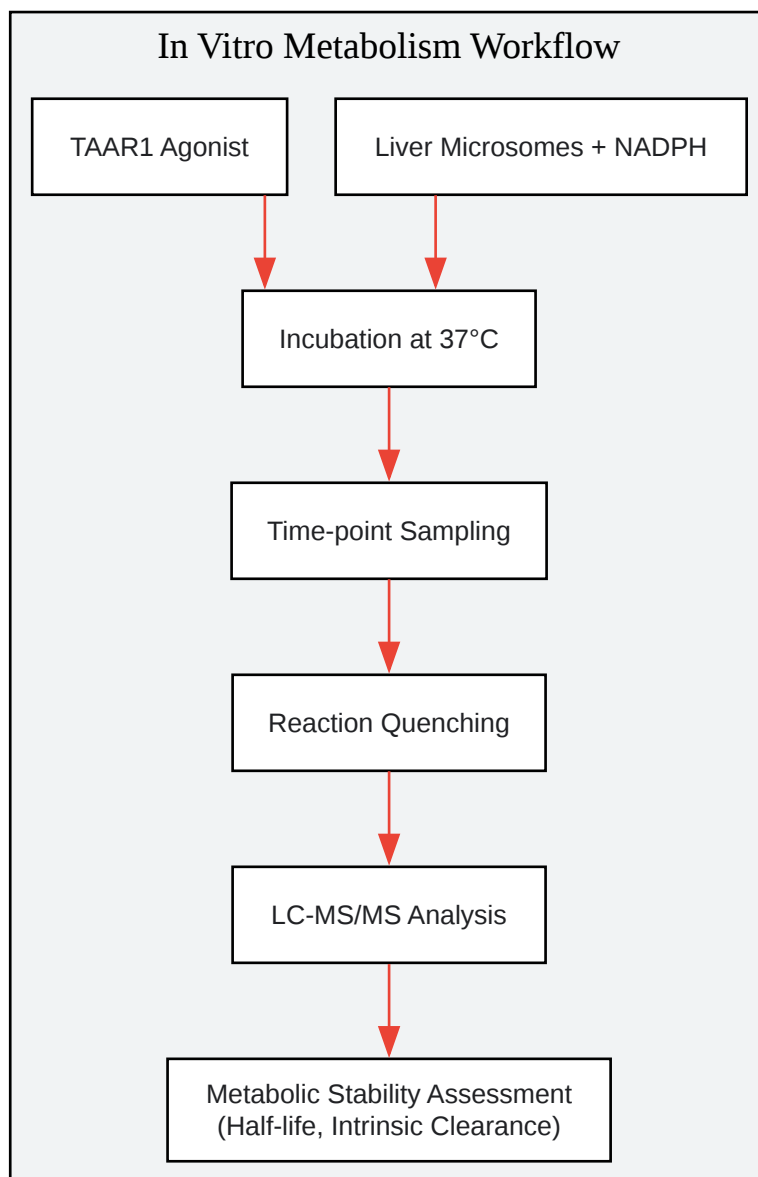 In Vitro Metabolism Workflow
TAAR1 Agonist
Liver Microsomes + NADPH
Incubation at 37°C
Time-point Sampling
Reaction Quenching
LC-MS/MS Analysis
Metabolic Stability Assessment
(Half-life, Intrinsic Clearance)